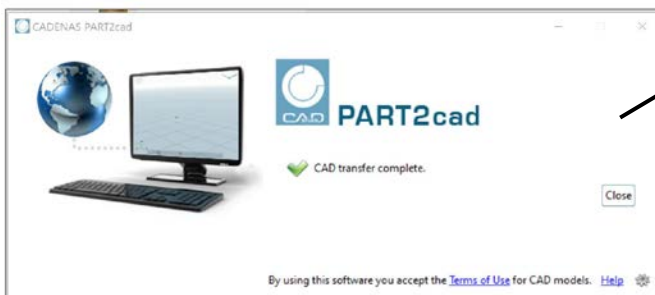 CADENAS PART2cad
CAD
PART2cad
CAD transfer complete.
Close
By using this software you accept the Terms of Use for CAD models. Help